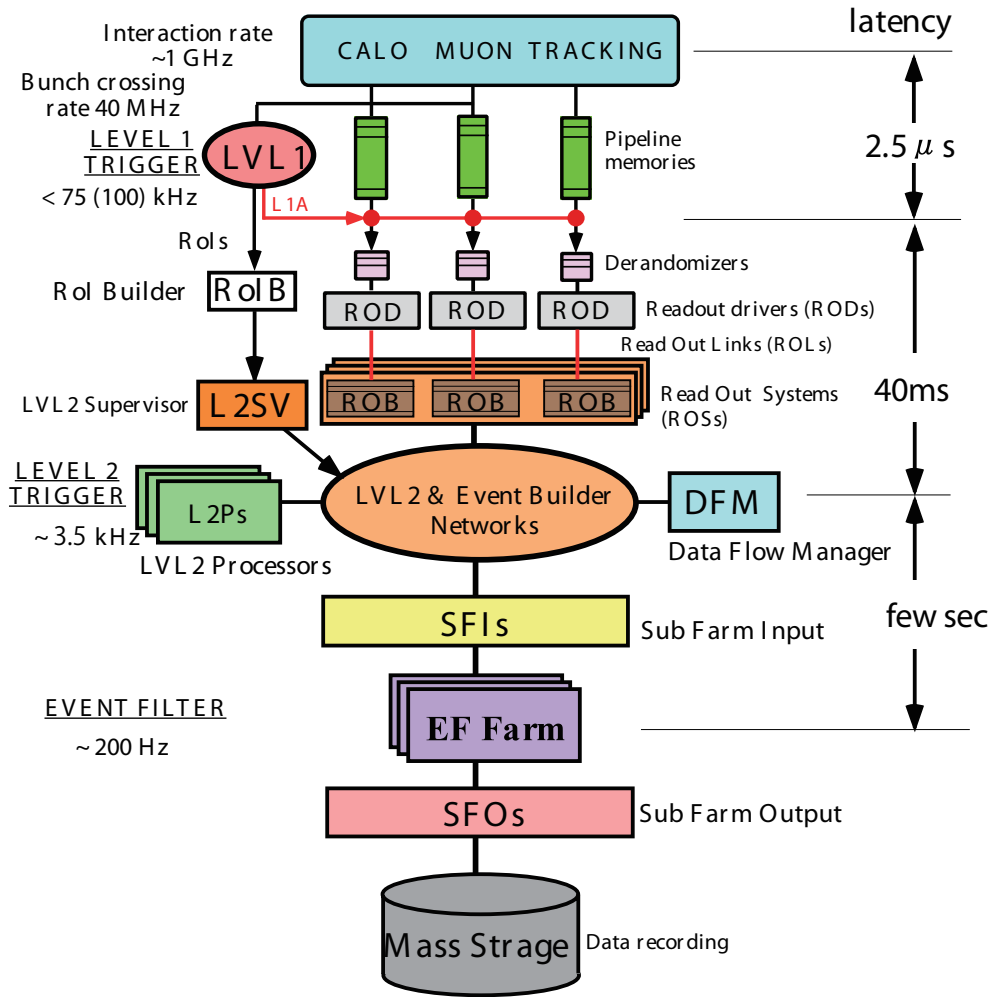 latency
Interaction rate
~1 GHz
CALO MUON TRACKING
Bunch crossing
rate 40 MHz
LEVEL 1
TRIGGER
LVL1
Pipeline
memories
2.5 μ s
< 75 (100) kHz
L1A
RoIs
Derandomizers
RoI Builder
RoIB
ROD
ROD
ROD
Readout drivers (RODs)
Read Out Links (ROLs)
LVL2 Supervisor
L2SV
ROB
ROB
ROB
Read Out Systems
(ROSs)
40ms
LEVEL 2
TRIGGER
~ 3.5 kHz
L2Ps
LVL2 Processors
LVL2 & Event Builder
Networks
DFM
Data Flow Manager
SFIs
Sub Farm Input
few sec
EVENT FILTER
~ 200 Hz
EF Farm
SFOs
Sub Farm Output
Mass Strage
Data recording